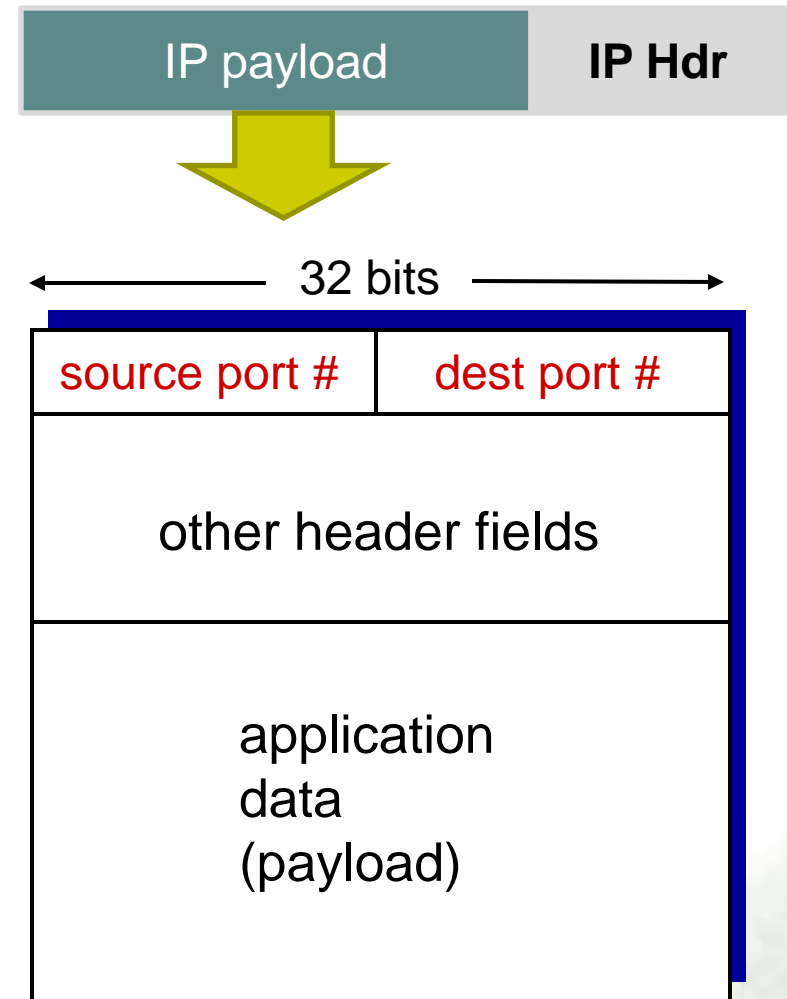 IP payload IP Hdr
32 bits
source port # dest port #
other header fields
application
data
(payload)